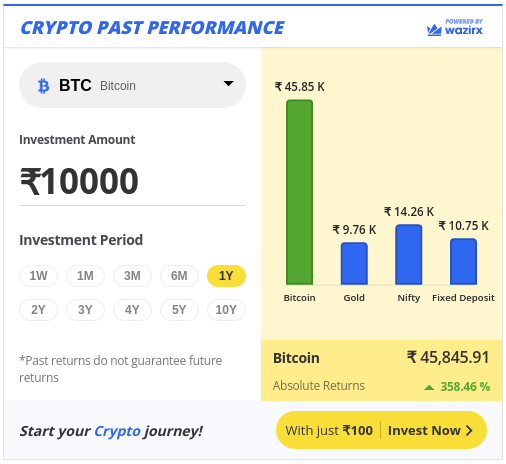 CRYPTO PAST PERFORMANCE
POWERED BY
wazirx
BTC Bitcoin
Investment Amount
₹10000
Investment Period
1W 1M 3M 6M 1Y
2Y 3Y 4Y 5Y 10Y
*Past returns do not guarantee future
returns
₹ 45.85 K
₹ 9.76 K
₹ 14.26 K
₹ 10.75 K
Bitcoin Gold Nifty Fixed Deposit
Bitcoin ₹ 45,845.91
Absolute Returns 358.46 %
Start your Crypto journey!
With just ₹100 Invest Now